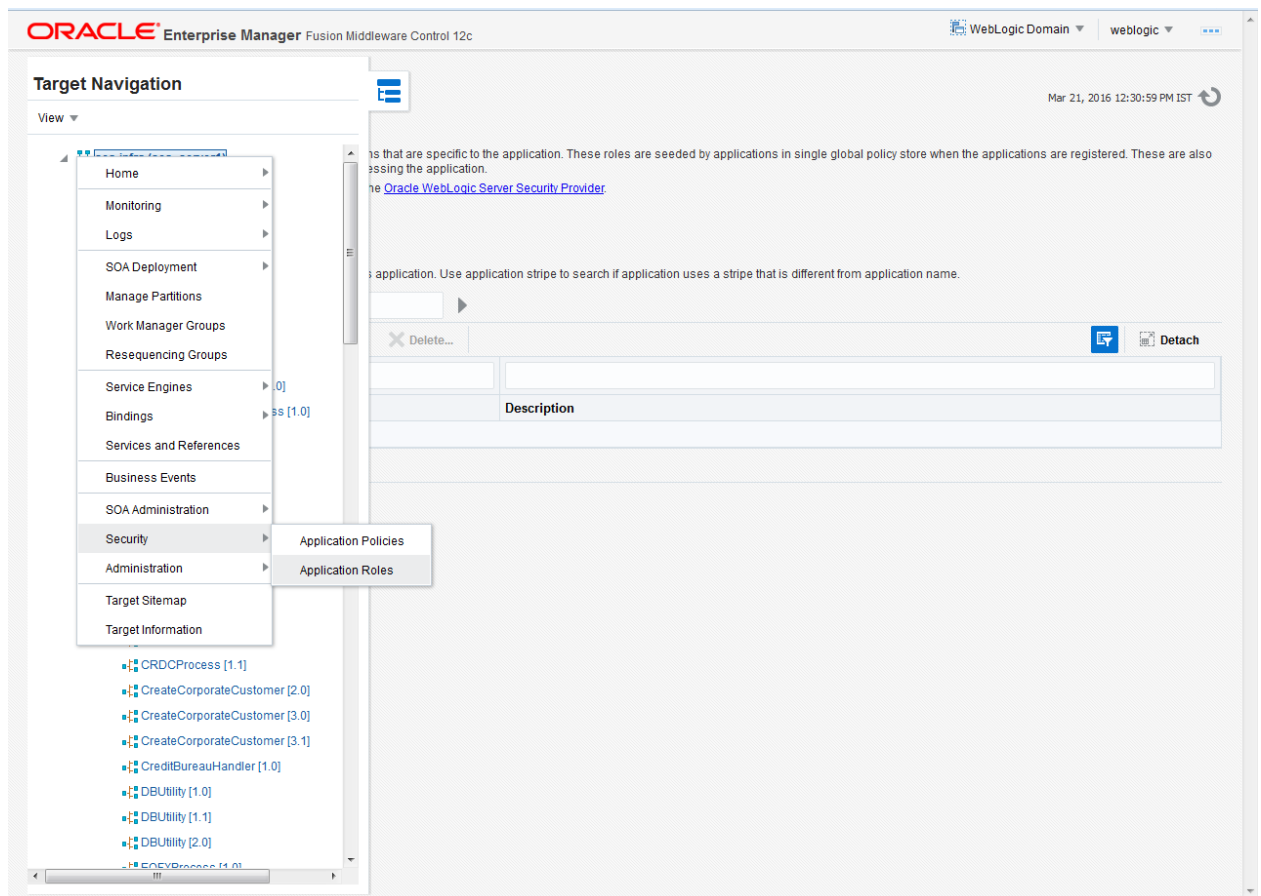 ORACLE Enterprise Manager Fusion Middleware Control 12c
WebLogic Domain
weblogic
Target Navigation
View
Mar 21, 2016 12:30:59 PM IST
soa-infra (soa_server1)
ns that are specific to the application. These roles are seeded by applications in single global policy store when the applications are registered. These are also
essing the application.
he Oracle WebLogic Server Security Provider.
Home
Monitoring
Logs
SOA Deployment
s application. Use application stripe to search if application uses a stripe that is different from application name.
Manage Partitions
Work Manager Groups
Delete...
Detach
Resequencing Groups
Service Engines
.0]
Bindings
ss [1.0]
Description
Services and References
Business Events
SOA Administration
Security
Application Policies
Administration
Application Roles
Target Sitemap
Target Information
CRDCProcess [1.1]
CreateCorporateCustomer [2.0]
CreateCorporateCustomer [3.0]
CreateCorporateCustomer [3.1]
CreditBureauHandler [1.0]
DBUtility [1.0]
DBUtility [1.1]
DBUtility [2.0]
EOFYProcess [1.0]